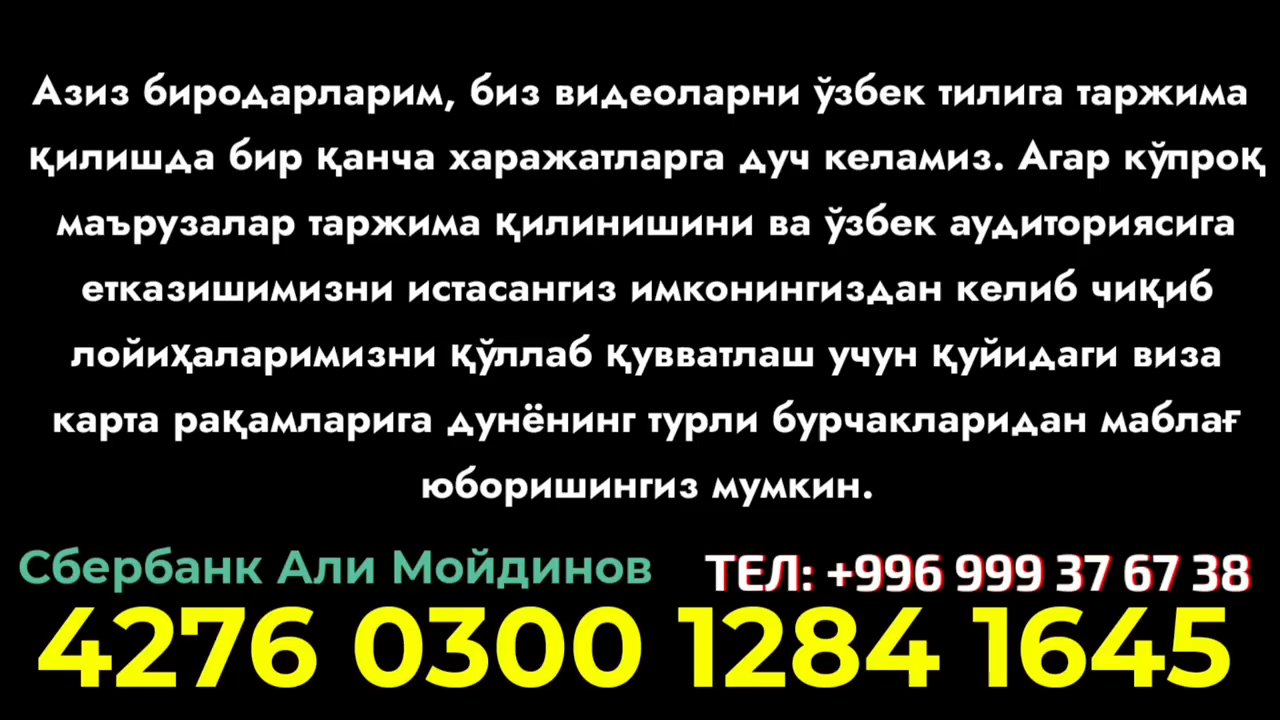 Азиз биродарларим, биз видеоларни ўзбек тилига таржима
қилишда бир қанча харажатларга дуч келамиз. Агар кўпроқ
маърузалар таржима қилинишини ва ўзбек аудиториясига
етказишимизни истасангиз имконингиздан келиб чиқиб
лойиҳаларимизни қўллаб қувватлаш учун қуйидаги виза
карта рақамларига дунёнинг турли бурчакларидан маблағ
юборишингиз мумкин.
Сбербанк Али Мойдинов
ТЕЛ: +996 999 37 67 38
4276 0300 1284 1645